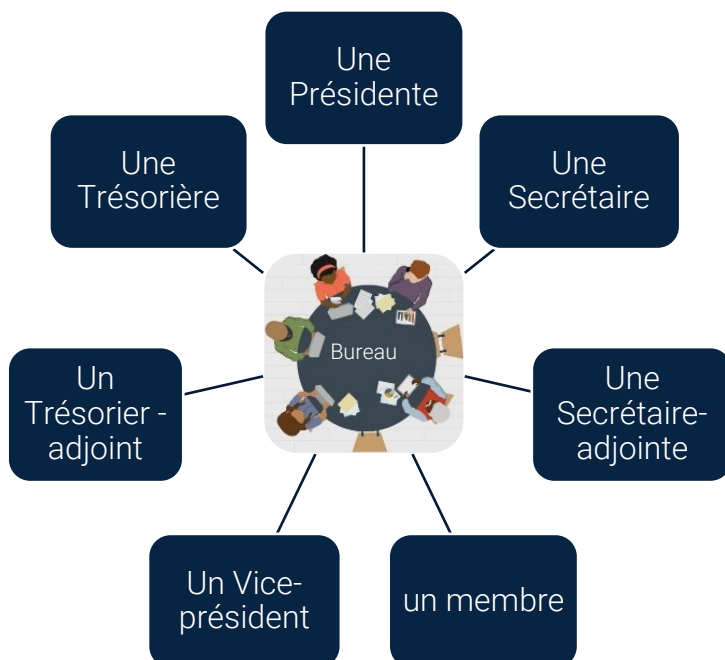 Une
Présidente
Une
Trésorière
Une
Secrétaire
Bureau
Un
Trésorier -
adjoint
Une
Secrétaire-
adjointe
Un Vice-
président
un membre